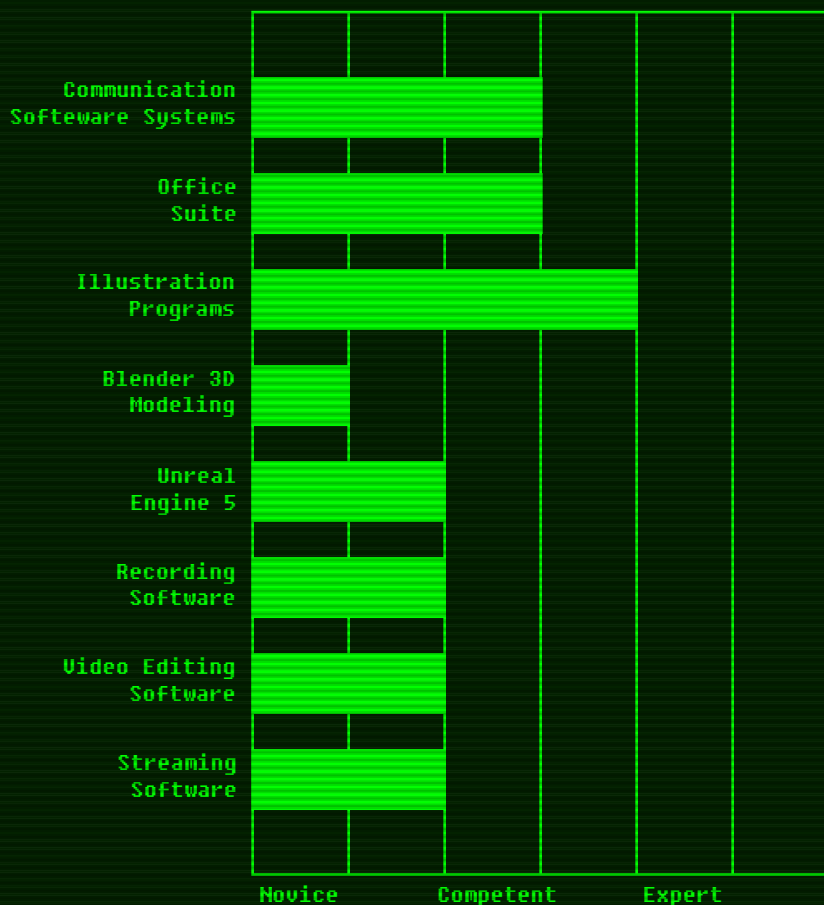 Communication
Softeware Systems
Office
Suite
Illustration
Programs
Blender 3D
Modeling
Unreal
Engine 5
Recording
Software
Video Editing
Software
Streaming
Software
Novice Competent Expert